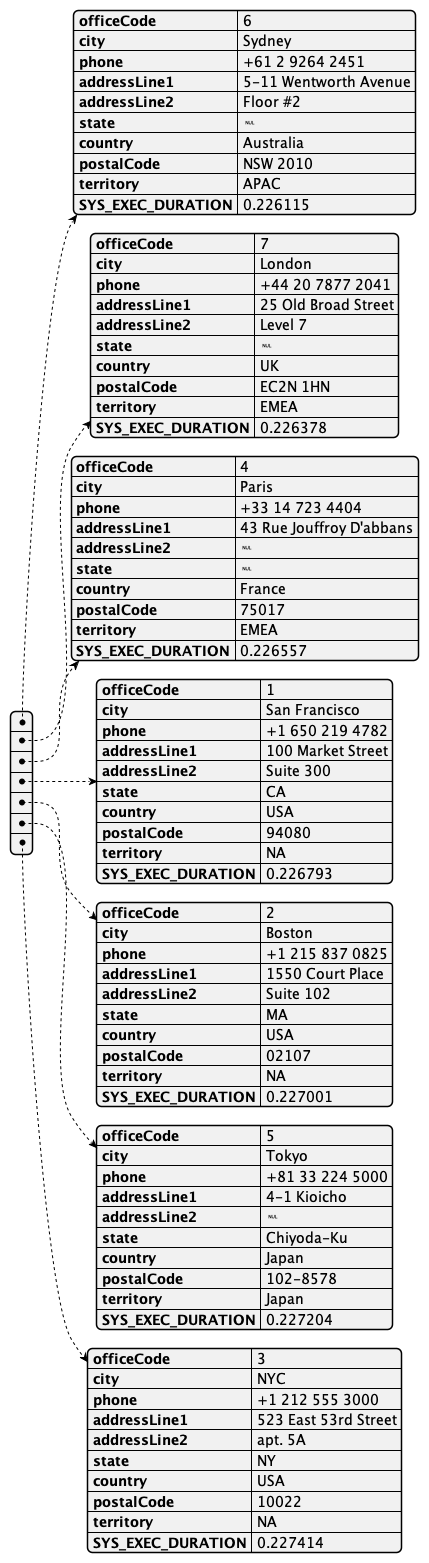 officeCode 6
city Sydney
phone +61 2 9264 2451
addressLine1 5-11 Wentworth Avenue
addressLine2 Floor #2
state NUL
country Australia
postalCode NSW 2010
territory APAC
SYS_EXEC_DURATION 0.226115
officeCode 7
city London
phone +44 20 7877 2041
addressLine1 25 Old Broad Street
addressLine2 Level 7
state NUL
country UK
postalCode EC2N 1HN
territory EMEA
SYS_EXEC_DURATION 0.226378
officeCode 4
city Paris
phone +33 14 723 4404
addressLine1 43 Rue Jouffroy D'abbans
addressLine2 NUL
state NUL
country France
postalCode 75017
territory EMEA
SYS_EXEC_DURATION 0.226557
officeCode 1
city San Francisco
phone +1 650 219 4782
addressLine1 100 Market Street
addressLine2 Suite 300
state CA
country USA
postalCode 94080
territory NA
SYS_EXEC_DURATION 0.226793
officeCode 2
city Boston
phone +1 215 837 0825
addressLine1 1550 Court Place
addressLine2 Suite 102
state MA
country USA
postalCode 02107
territory NA
SYS_EXEC_DURATION 0.227001
officeCode 5
city Tokyo
phone +81 33 224 5000
addressLine1 4-1 Kioicho
addressLine2 NUL
state Chiyoda-Ku
country Japan
postalCode 102-8578
territory Japan
SYS_EXEC_DURATION 0.227204
officeCode 3
city NYC
phone +1 212 555 3000
addressLine1 523 East 53rd Street
addressLine2 apt. 5A
state NY
country USA
postalCode 10022
territory NA
SYS_EXEC_DURATION 0.227414